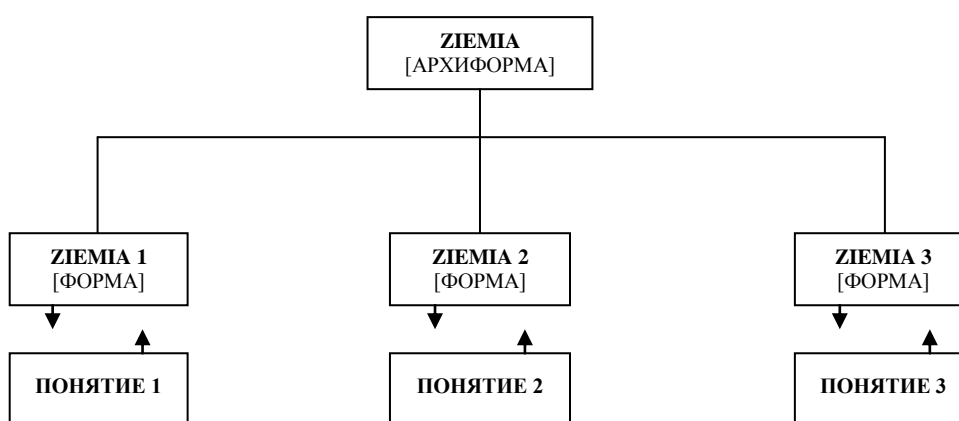 ZIEMIA
[АРХИФОРМА]
ZIEMIA 1
[ФОРМА]
ZIEMIA 2
[ФОРМА]
ZIEMIA 3
[ФОРМА]
ПОНЯТИЕ 1
ПОНЯТИЕ 2
ПОНЯТИЕ 3